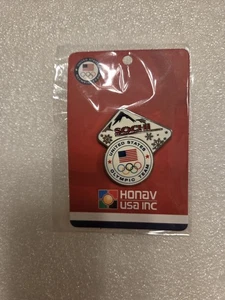 SOCHI
UNITED STATES
OLYMPIC TEAM
HONAV
USA INC